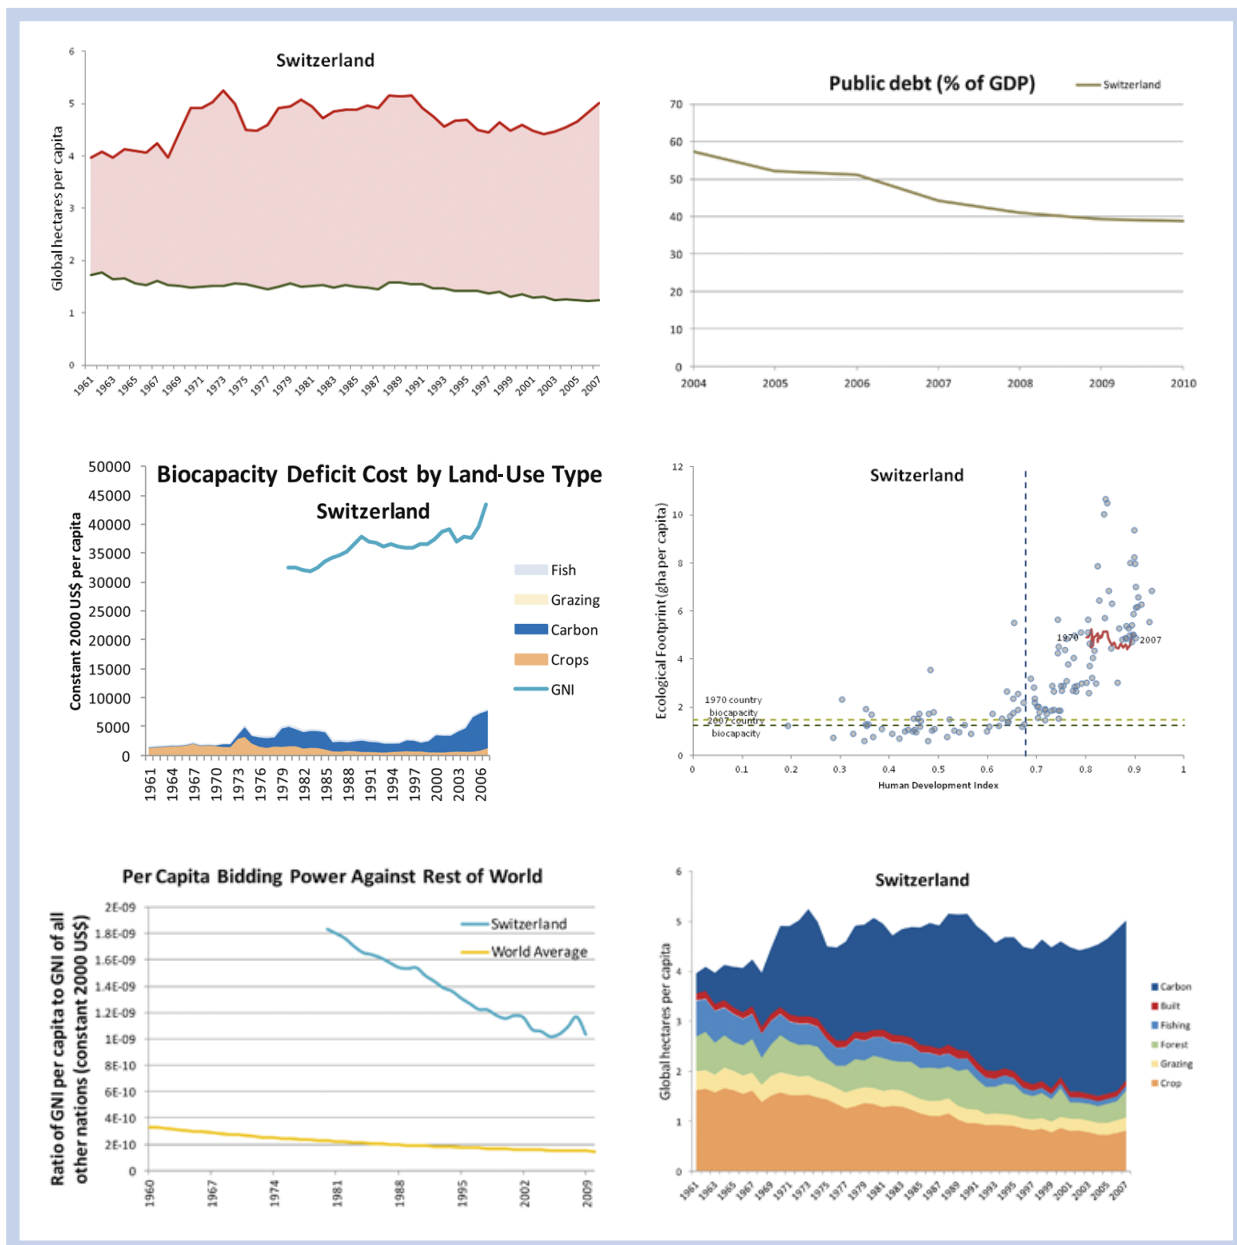 Switzerland
Global hectares per capita
6
5
4
3
2
1
0
1961 1963 1965 1967 1969 1971 1973 1975 1977 1979 1981 1983 1985 1987 1989 1991 1993 1995 1997 1999 2001 2003 2005 2007
Public debt (% of GDP)
Switzerland
70
60
50
40
30
20
10
0
2004 2005 2006 2007 2008 2009 2010
Biocapacity Deficit Cost by Land-Use Type
Switzerland
Constant 2000 US$ per capita
50000
45000
40000
35000
30000
25000
20000
15000
10000
5000
0
Fish
Grazing
Carbon
Crops
GNI
1961 1964 1967 1970 1973 1976 1979 1982 1985 1988 1991 1994 1997 2000 2003 2006
Switzerland
Ecological Footprint (gha per capita)
12
10
8
6
4
2
0
1970
2007
1970 country
biocapacity
2007 country
biocapacity
0 0.1 0.2 0.3 0.4 0.5 0.6 0.7 0.8 0.9 1
Human Development Index
Per Capita Bidding Power Against Rest of World
Ratio of GNI per capita to GNI of all
other nations (constant 2000 US$)
2E-09
1.8E-09
1.6E-09
1.4E-09
1.2E-09
1E-09
8E-10
6E-10
4E-10
2E-10
0
Switzerland
World Average
1960 1967 1974 1981 1988 1995 2002 2009
Switzerland
Global hectares per capita
6
5
4
3
2
1
0
Carbon
Built
Fishing
Forest
Grazing
Crop
1961 1963 1965 1967 1969 1971 1973 1975 1977 1979 1981 1983 1985 1987 1989 1991 1993 1995 1997 1999 2001 2003 2005 2007